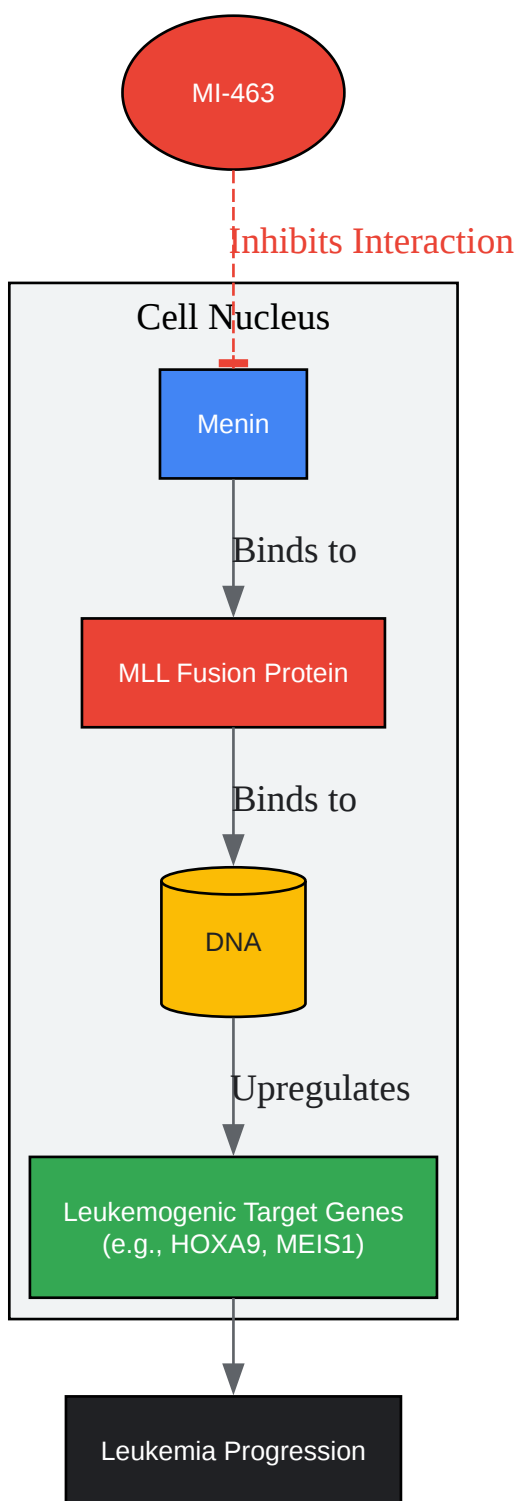 MI-463
Inhibits Interaction
Cell Nucleus
Menin
Binds to
MLL Fusion Protein
Binds to
DNA
Upregulates
Leukemogenic Target Genes
(e.g., HOXA9, MEIS1)
Leukemia Progression